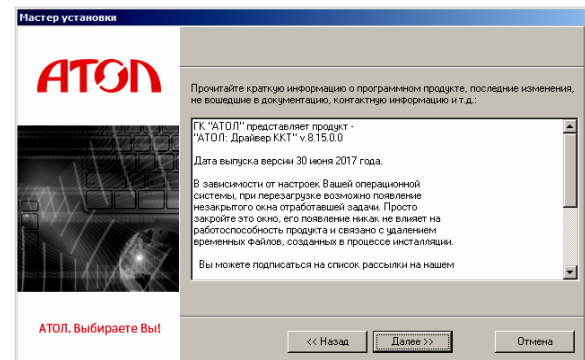 Мастер установки
АТОЛ
Прочитайте краткую информацию о программном продукте, последние изменения,
не вошедшие в документацию, контактную информацию и т.д.:
ГК "АТОЛ" представляет продукт -
"АТОЛ: Драйвер ККТ" v.8.15.0.0
Дата выпуска версии 30 июня 2017 года.
В зависимости от настроек Вашей операционной
системы, при перезагрузке возможно появление
незакрытого окна отработавшей задачи. Просто
закройте это окно, его появление никак не влияет на
работоспособность продукта и связано с удалением
временных файлов, созданных в процессе инсталляции.
Вы можете подписаться на список рассылки на нашем
АТОЛ. Выбираете Вы!
<< Назад
Далее >>
Отмена